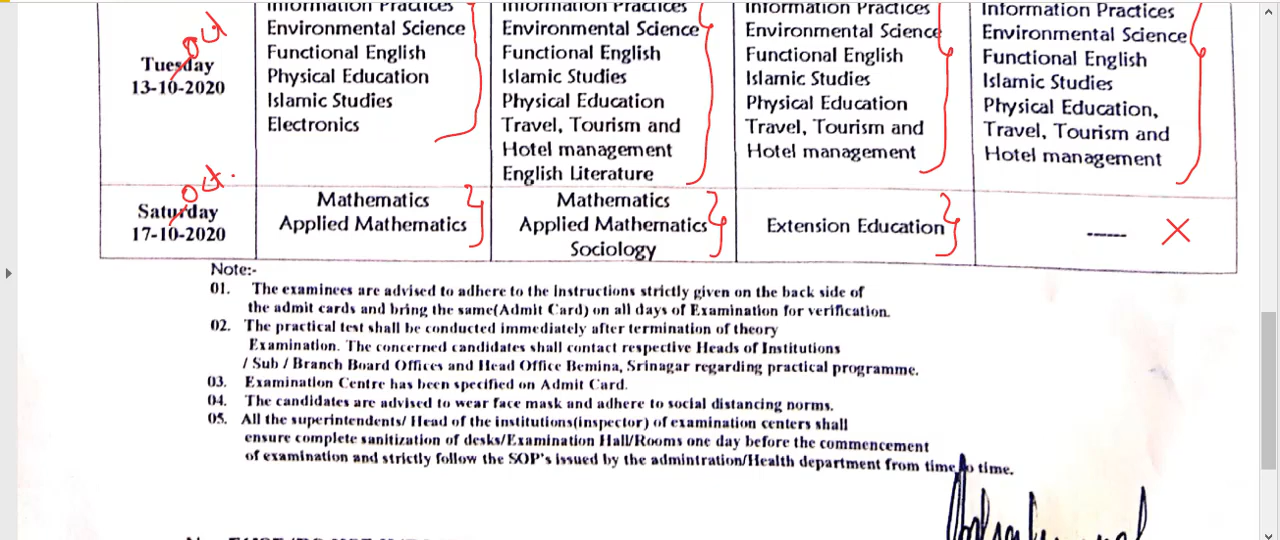 Information Practices
Environmental Science
Functional English
Physical Education
Islamic Studies
Electronics
Information Practices
Environmental Science
Functional English
Islamic Studies
Physical Education
Travel, Tourism and
Hotel management
English Literature
Information Practices
Environmental Science
Functional English
Islamic Studies
Physical Education
Travel, Tourism and
Hotel management
Information Practices
Environmental Science
Functional English
Islamic Studies
Physical Education,
Travel, Tourism and
Hotel management
Oct
Tuesday
13-10-2020
Oct.
Saturday
17-10-2020
Mathematics
Applied Mathematics
Mathematics
Applied Mathematics
Sociology
Extension Education
------
Note:-
01. The examinees are advised to adhere to the Instructions strictly given on the back side of
the admit cards and bring the same(Admit Card) on all days of Examination for verification.
02. The practical test shall be conducted immediately after termination of theory
Examination. The concerned candidates shall contact respective Heads of Institutions
/ Sub / Branch Board Offices and Head Office Bemina, Srinagar regarding practical programme.
03. Examination Centre has been specified on Admit Card.
04. The candidates are advised to wear face mask and adhere to social distancing norms.
05. All the superintendents/ Head of the institutions(inspector) of examination centers shall
ensure complete sanitization of desks/Examination Hall/Rooms one day before the commencement
of examination and strictly follow the SOP's issued by the admintration/Health department from time to time.